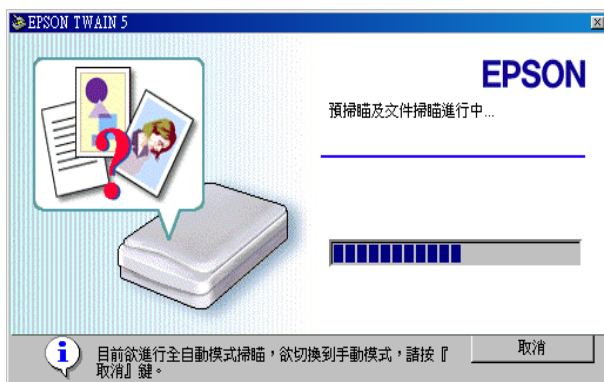 EPSON TWAIN 5
EPSON
預掃瞄及文件掃瞄進行中...
目前欲進行全自動模式掃瞄，欲切換到手動模式，請按『
取消』鍵。
取消